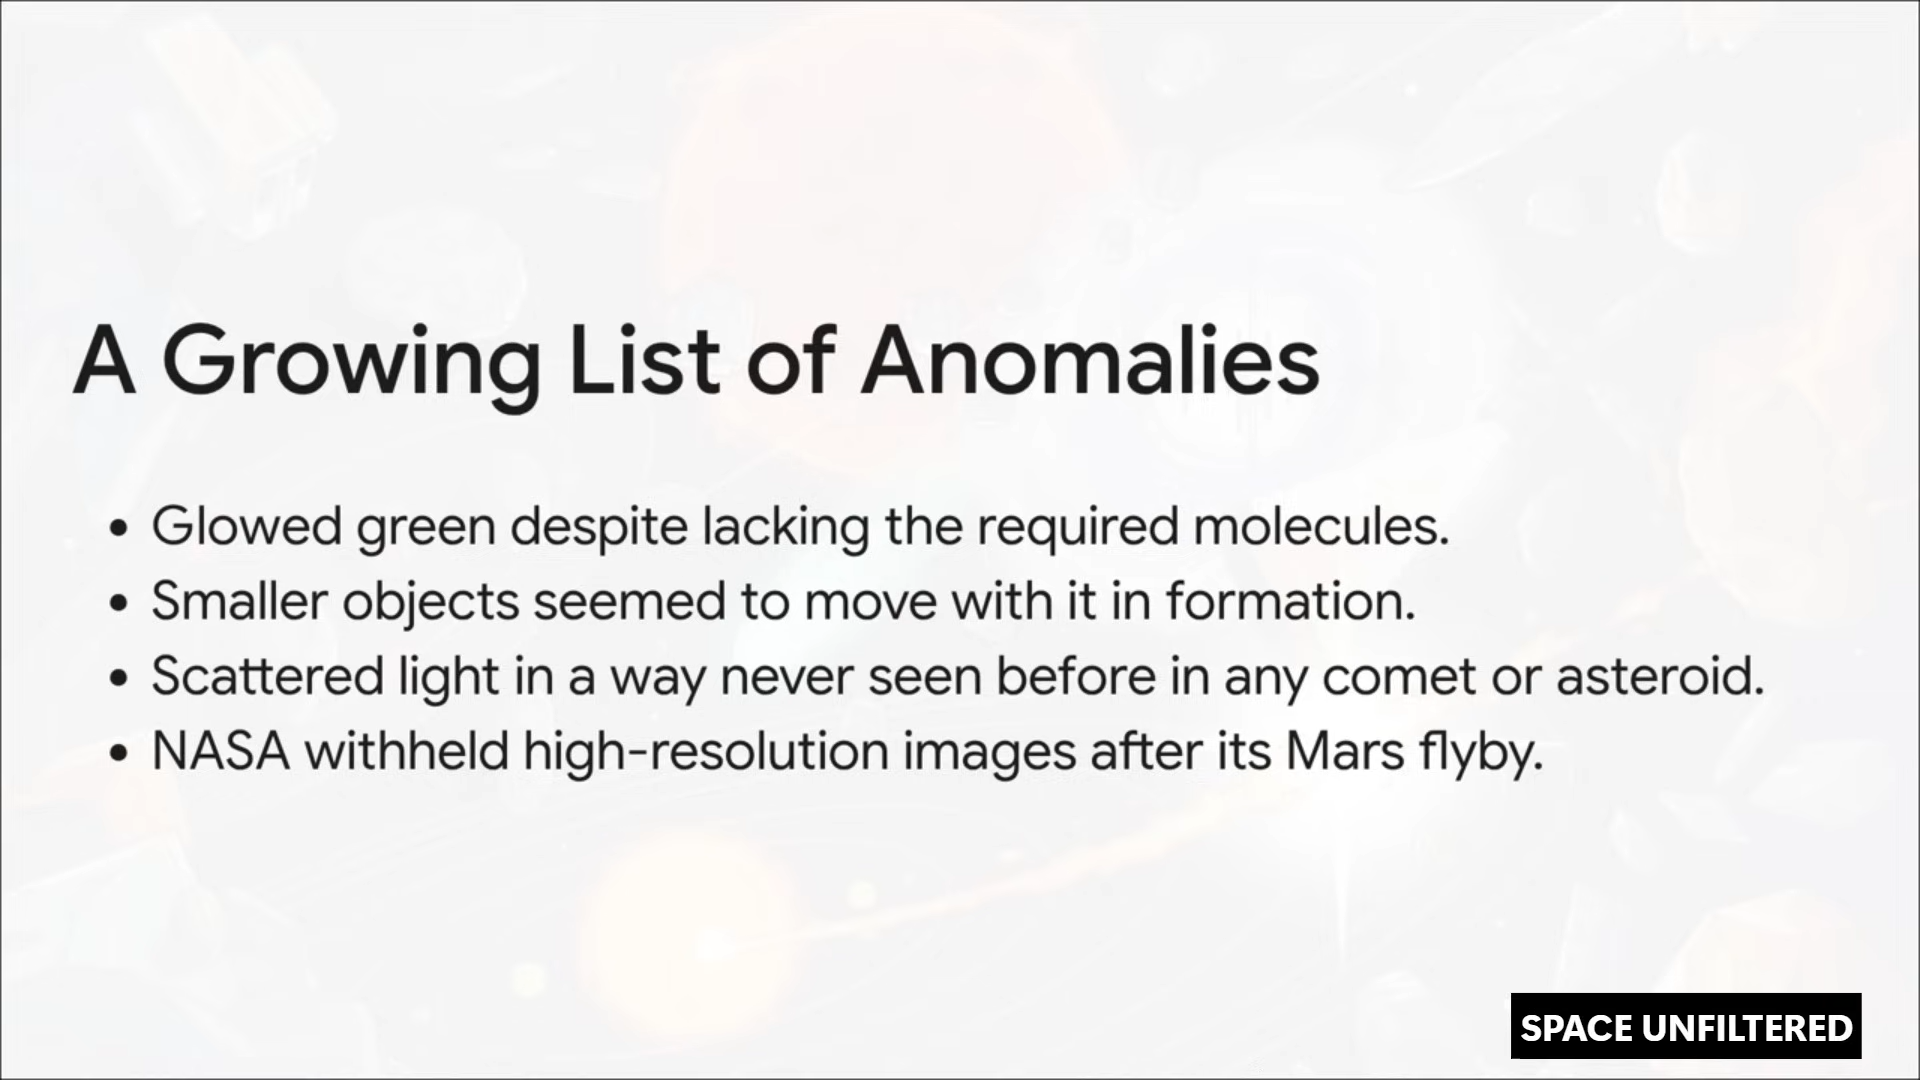 A Growing List of Anomalies
• Glowed green despite lacking the required molecules.
• Smaller objects seemed to move with it in formation.
• Scattered light in a way never seen before in any comet or asteroid.
• NASA withheld high-resolution images after its Mars flyby.
SPACE UNFILTERED